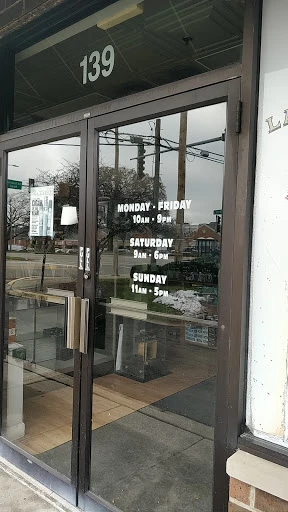 139
MONDAY - FRIDAY
10AM - 9PM
SATURDAY
9AM - 6PM
SUNDAY
11AM - 5PM